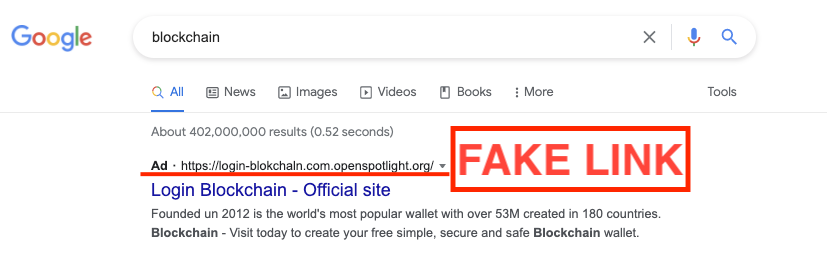 Google
blockchain
All News Images Videos Books More Tools
About 402,000,000 results (0.52 seconds)
Ad · https://login-blokchaln.com.openspotlight.org/ FAKE LINK
Login Blockchain - Official site
Founded un 2012 is the world's most popular wallet with over 53M created in 180 countries.
Blockchain - Visit today to create your free simple, secure and safe Blockchain wallet.